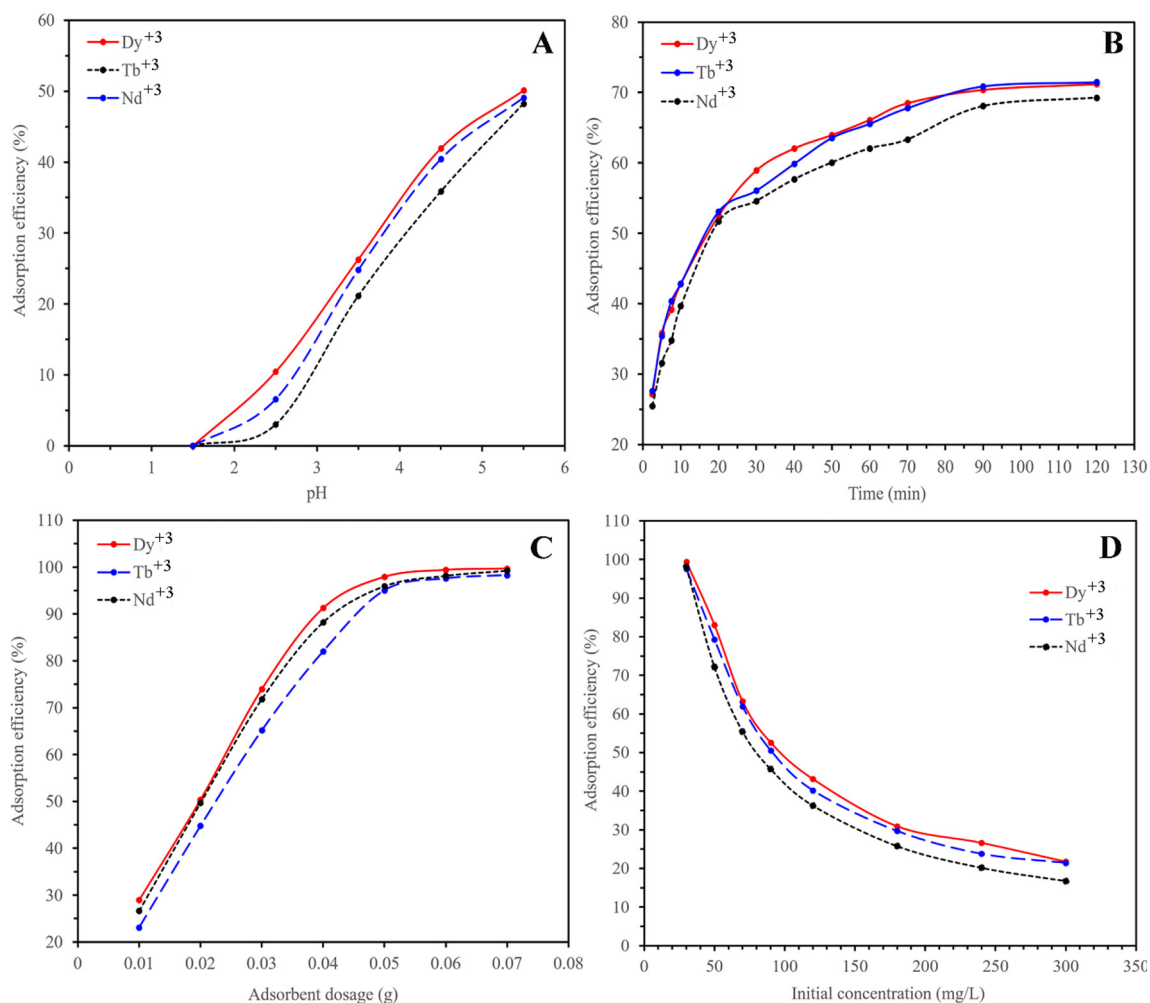 A
Dy+3
Tb+3
Nd+3
Adsorption efficiency (%)
60
50
40
30
20
10
0
0 1 2 3 4 5 6
pH
B
Dy+3
Tb+3
Nd+3
Adsorption efficiency (%)
80
70
60
50
40
30
20
0 10 20 30 40 50 60 70 80 90 100 110 120 130
Time (min)
C
Dy+3
Tb+3
Nd+3
Adsorption efficiency (%)
110
100
90
80
70
60
50
40
30
20
0 0.01 0.02 0.03 0.04 0.05 0.06 0.07 0.08
Adsorbent dosage (g)
D
Dy+3
Tb+3
Nd+3
Adsorption efficiency (%)
110
100
90
80
70
60
50
40
30
20
10
0
0 50 100 150 200 250 300 350
Initial concentration (mg/L)